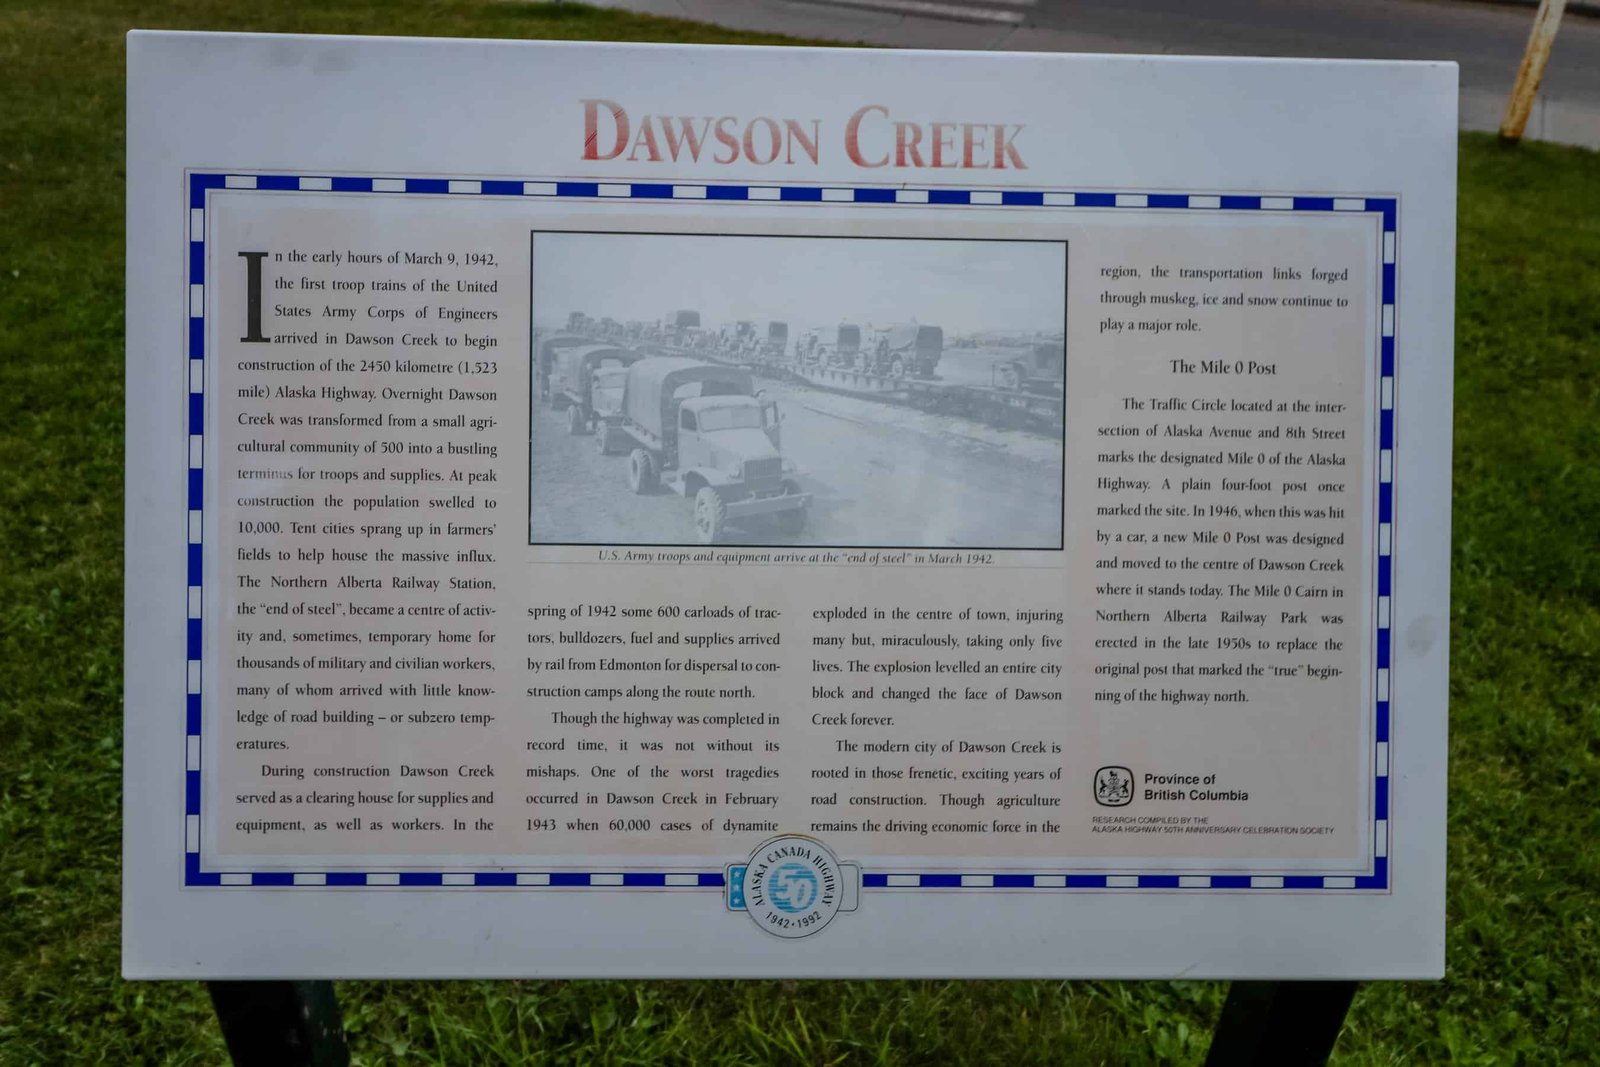 DAWSON CREEK
In the early hours of March 9, 1942,
the first troop trains of the United
States Army Corps of Engineers
arrived in Dawson Creek to begin
construction of the 2450 kilometre (1,523
mile) Alaska Highway. Overnight Dawson
Creek was transformed from a small agri-
cultural community of 500 into a bustling
terminus for troops and supplies. At peak
construction the population swelled to
10,000. Tent cities sprang up in farmers'
fields to help house the massive influx.
The Northern Alberta Railway Station,
the "end of steel", became a centre of activ-
ity and, sometimes, temporary home for
thousands of military and civilian workers,
many of whom arrived with little know-
ledge of road building – or subzero temp-
eratures.
During construction Dawson Creek
served as a clearing house for supplies and
equipment, as well as workers. In the
U.S. Army troops and equipment arrive at the "end of steel" in March 1942.
spring of 1942 some 600 carloads of trac-
tors, bulldozers, fuel and supplies arrived
by rail from Edmonton for dispersal to con-
struction camps along the route north.
Though the highway was completed in
record time, it was not without its
mishaps. One of the worst tragedies
occurred in Dawson Creek in February
1943 when 60,000 cases of dynamite
exploded in the centre of town, injuring
many but, miraculously, taking only five
lives. The explosion levelled an entire city
block and changed the face of Dawson
Creek forever.
The modern city of Dawson Creek is
rooted in those frenetic, exciting years of
road construction. Though agriculture
remains the driving economic force in the
region, the transportation links forged
through muskeg, ice and snow continue to
play a major role.
The Mile 0 Post
The Traffic Circle located at the inter-
section of Alaska Avenue and 8th Street
marks the designated Mile 0 of the Alaska
Highway. A plain four-foot post once
marked the site. In 1946, when this was hit
by a car, a new Mile 0 Post was designed
and moved to the centre of Dawson Creek
where it stands today. The Mile 0 Cairn in
Northern Alberta Railway Park was
erected in the late 1950s to replace the
original post that marked the "true" begin-
ning of the highway north.
Province of
British Columbia
RESEARCH COMPILED BY THE
ALASKA HIGHWAY 50TH ANNIVERSARY CELEBRATION SOCIETY
ALASKA CANADA HIGHWAY
50
1942·1992